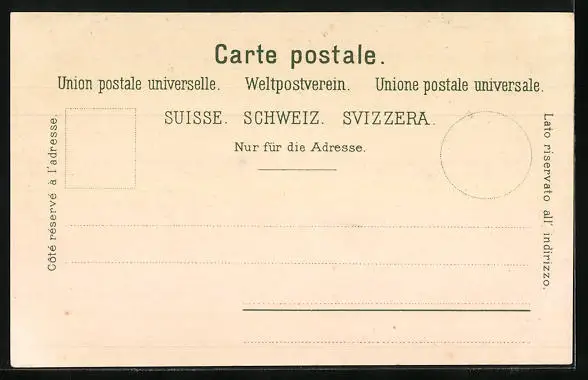 Carte postale.
Union postale universelle. Weltpostverein. Unione postale universale.
SUISSE. SCHWEIZ. SVIZZERA.
Nur für die Adresse.
Côté réservé à l'adresse.
Lato riservato all' indirizzo.